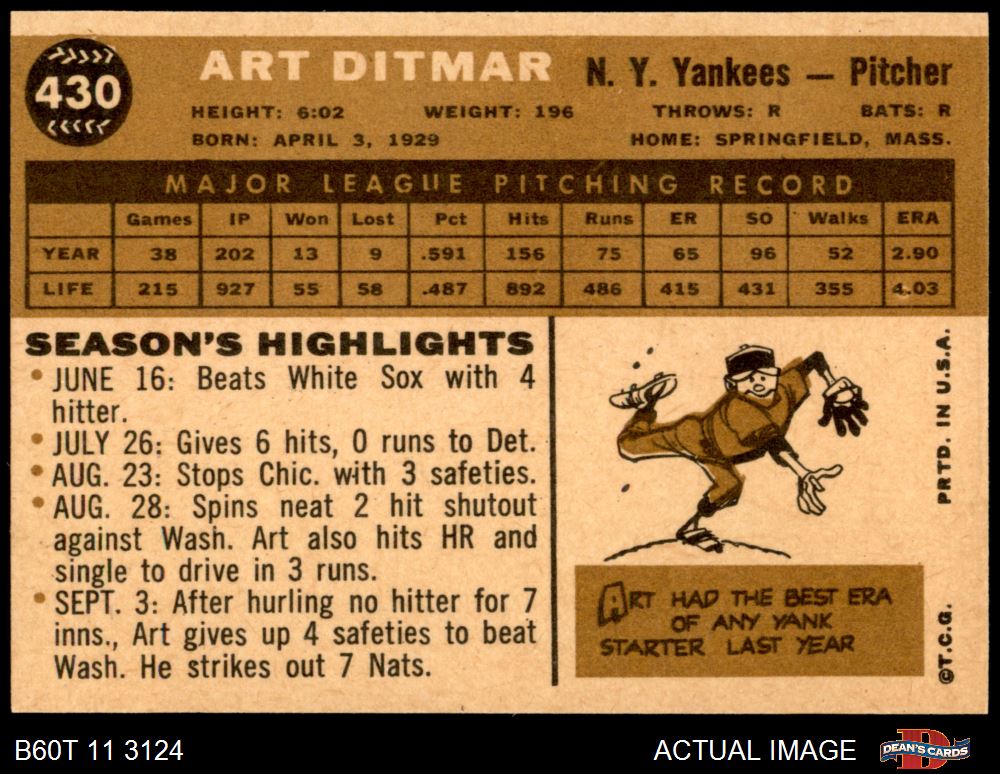 430
ART DITMAR
N. Y. Yankees — Pitcher
HEIGHT: 6:02 WEIGHT: 196 THROWS: R BATS: R
BORN: APRIL 3, 1929 HOME: SPRINGFIELD, MASS.
MAJOR LEAGUE PITCHING RECORD
Games IP Won Lost Pct Hits Runs ER SO Walks ERA
YEAR 38 202 13 9 .591 156 75 65 96 52 2.90
LIFE 215 927 55 58 .487 892 486 415 431 355 4.03
SEASON'S HIGHLIGHTS
• JUNE 16: Beats White Sox with 4
hitter.
• JULY 26: Gives 6 hits, 0 runs to Det.
• AUG. 23: Stops Chic. with 3 safeties.
• AUG. 28: Spins neat 2 hit shutout
against Wash. Art also hits HR and
single to drive in 3 runs.
• SEPT. 3: After hurling no hitter for 7
inns., Art gives up 4 safeties to beat
Wash. He strikes out 7 Nats.
ART HAD THE BEST ERA
OF ANY YANK
STARTER LAST YEAR
©T.C.G. PRTD. IN U.S.A.
B60T 11 3124
ACTUAL IMAGE
DEAN'S CARDS